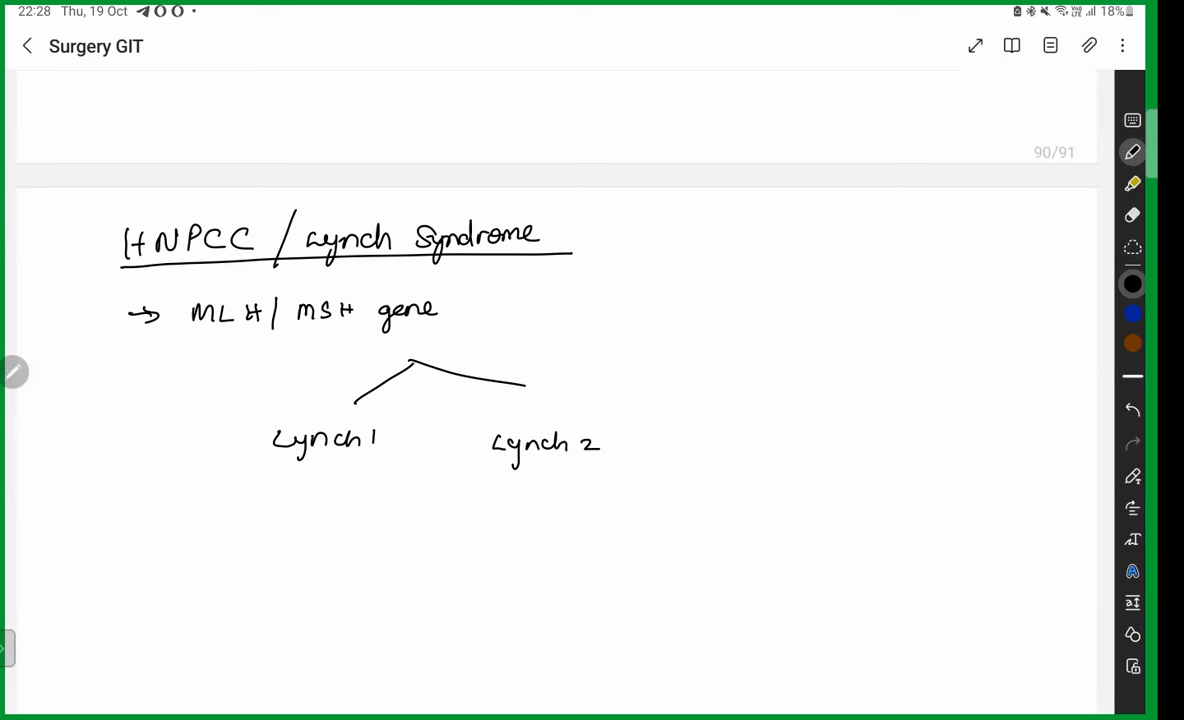 22:28 Thu, 19 Oct 18%
Surgery GIT
90/91
HNPCC / Lynch Syndrome
→ MLH / MSH gene
Lynch 1 Lynch 2